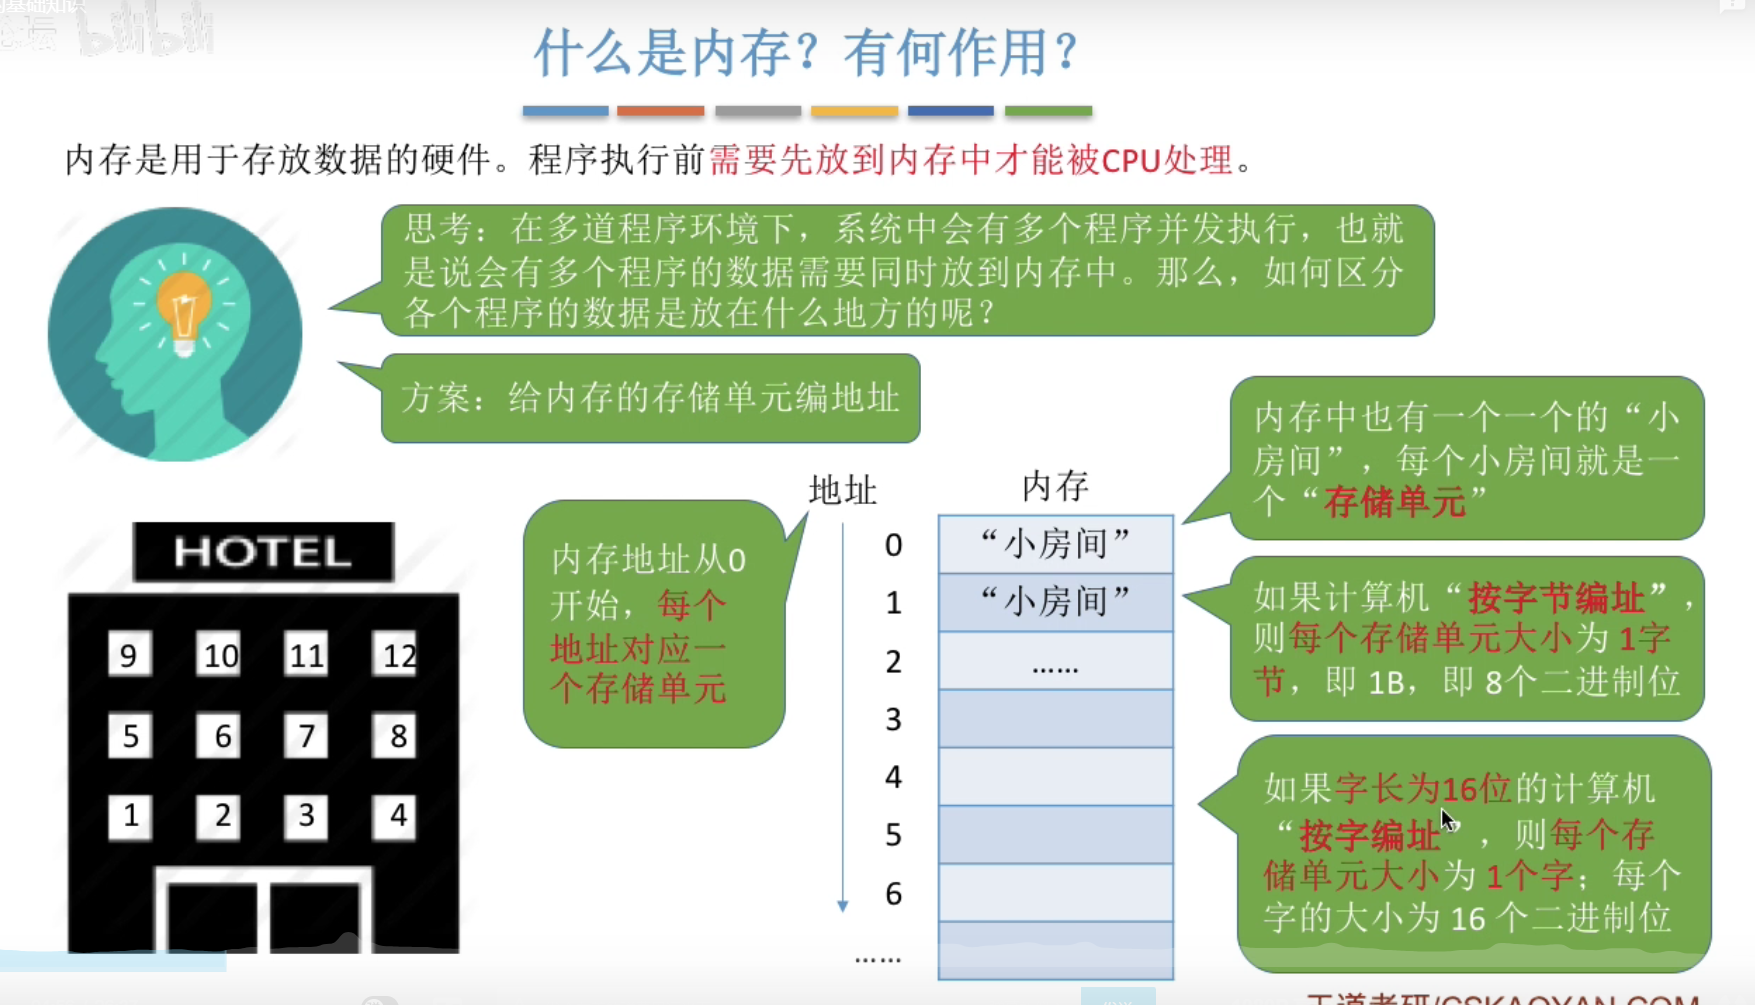 的基础知识
bilibili
什么是内存？有何作用？
内存是用于存放数据的硬件。程序执行前需要先放到内存中才能被CPU处理。
思考：在多道程序环境下，系统中会有多个程序并发执行，也就
是说会有多个程序的数据需要同时放到内存中。那么，如何区分
各个程序的数据是放在什么地方的呢？
方案：给内存的存储单元编地址
内存中也有一个一个的“小
房间”，每个小房间就是一
个“存储单元”
地址
内存
内存地址从0
开始，每个
地址对应一
个存储单元
0
“小房间”
1
“小房间”
2
……
3
4
5
6
……
如果计算机“按字节编址”，
则每个存储单元大小为 1字
节，即 1B，即 8个二进制位
如果字长为16位的计算机
“按字编址”，则每个存
储单元大小为 1个字；每个
字的大小为 16 个二进制位
HOTEL
9 10 11 12
5 6 7 8
1 2 3 4
王道考研/CSKAOYAN.COM